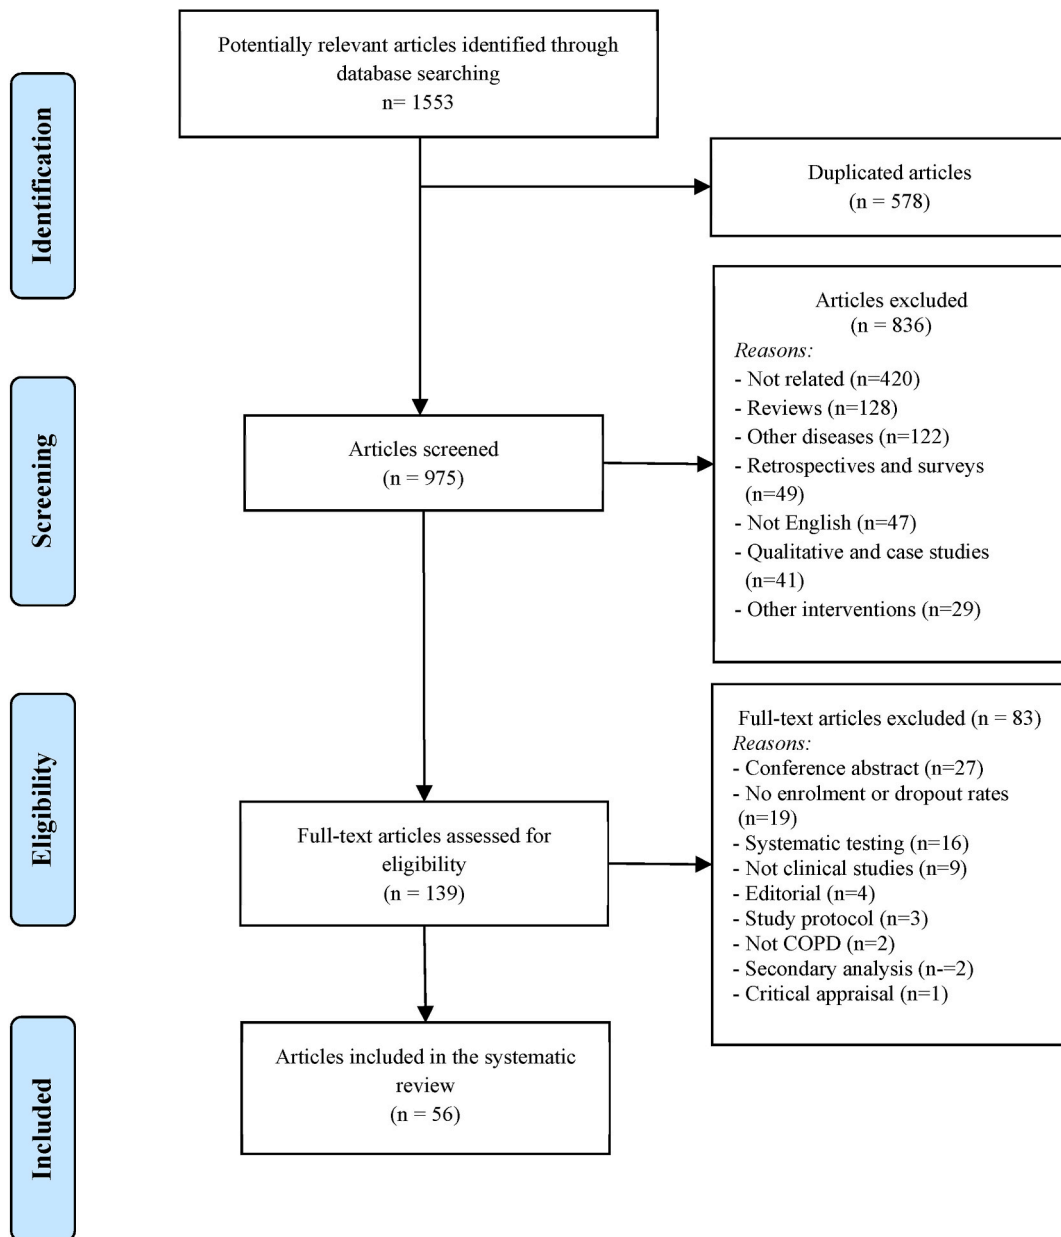 Potentially relevant articles identified through
database searching
n= 1553
Identification
Duplicated articles
(n = 578)
Articles excluded
(n = 836)
Reasons:
- Not related (n=420)
- Reviews (n=128)
- Other diseases (n=122)
- Retrospectives and surveys
(n=49)
- Not English (n=47)
- Qualitative and case studies
(n=41)
- Other interventions (n=29)
Screening
Articles screened
(n = 975)
Full-text articles excluded (n = 83)
Reasons:
- Conference abstract (n=27)
- No enrolment or dropout rates
(n=19)
- Systematic testing (n=16)
- Not clinical studies (n=9)
- Editorial (n=4)
- Study protocol (n=3)
- Not COPD (n=2)
- Secondary analysis (n-=2)
- Critical appraisal (n=1)
Eligibility
Full-text articles assessed for
eligibility
(n = 139)
Included
Articles included in the systematic
review
(n = 56)